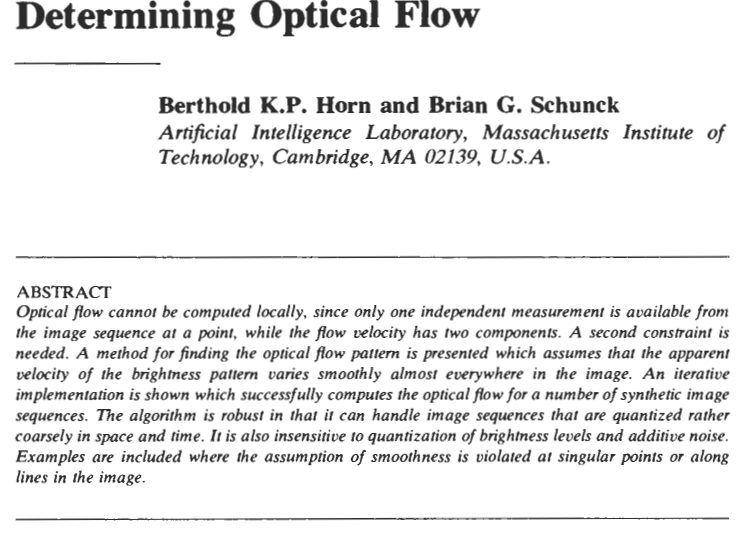 Determining Optical Flow
Berthold K.P. Horn and Brian G. Schunck
Artificial Intelligence Laboratory, Massachusetts Institute of
Technology, Cambridge, MA 02139, U.S.A.
ABSTRACT
Optical flow cannot be computed locally, since only one independent measurement is available from
the image sequence at a point, while the flow velocity has two components. A second constraint is
needed. A method for finding the optical flow pattern is presented which assumes that the apparent
velocity of the brightness pattern varies smoothly almost everywhere in the image. An iterative
implementation is shown which successfully computes the optical flow for a number of synthetic image
sequences. The algorithm is robust in that it can handle image sequences that are quantized rather
coarsely in space and time. It is also insensitive to quantization of brightness levels and additive noise.
Examples are included where the assumption of smoothness is violated at singular points or along
lines in the image.